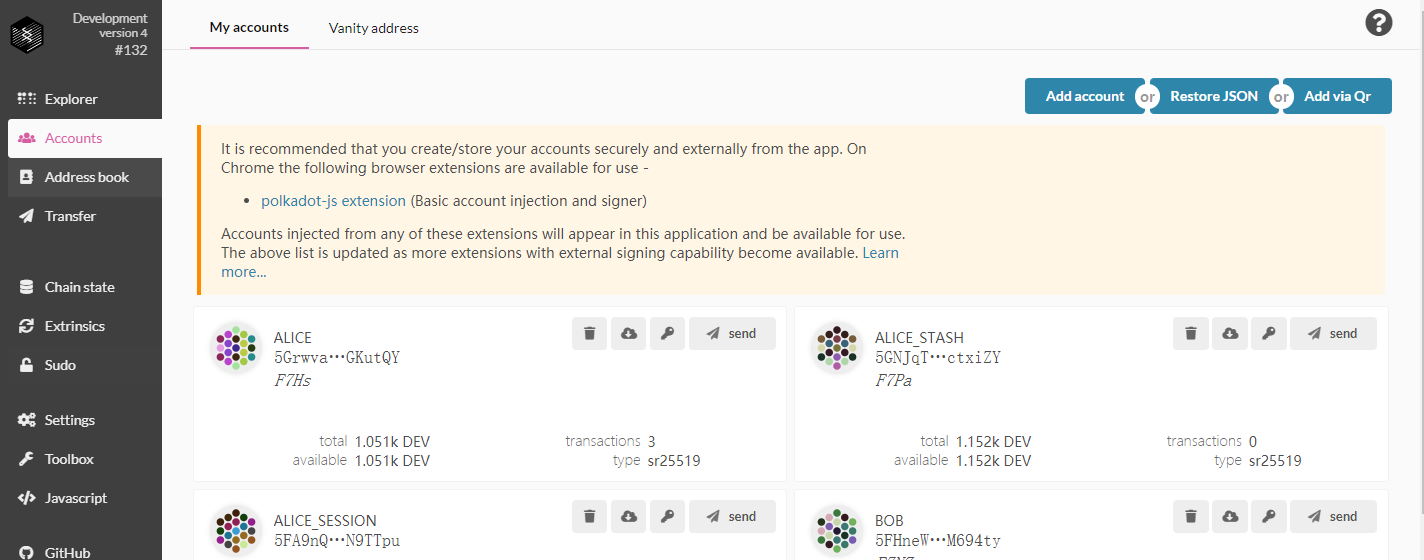 Development
version 4
#132
Explorer
Accounts
Address book
Transfer
Chain state
Extrinsics
Sudo
Settings
Toolbox
Javascript
GitHub
My accounts
Vanity address
Add account or Restore JSON or Add via Qr
It is recommended that you create/store your accounts securely and externally from the app. On
Chrome the following browser extensions are available for use -
• polkadot-js extension (Basic account injection and signer)
Accounts injected from any of these extensions will appear in this application and be available for use.
The above list is updated as more extensions with external signing capability become available. Learn
more...
ALICE
5Grwva···GKutQY
F7Hs
send
total 1.051k DEV
available 1.051k DEV
transactions 3
type sr25519
ALICE_STASH
5GNJqT···ctxiZY
F7Pa
send
total 1.152k DEV
available 1.152k DEV
transactions 0
type sr25519
ALICE_SESSION
5FA9nQ···N9TTpu
send
BOB
5FHneW···M694ty
send